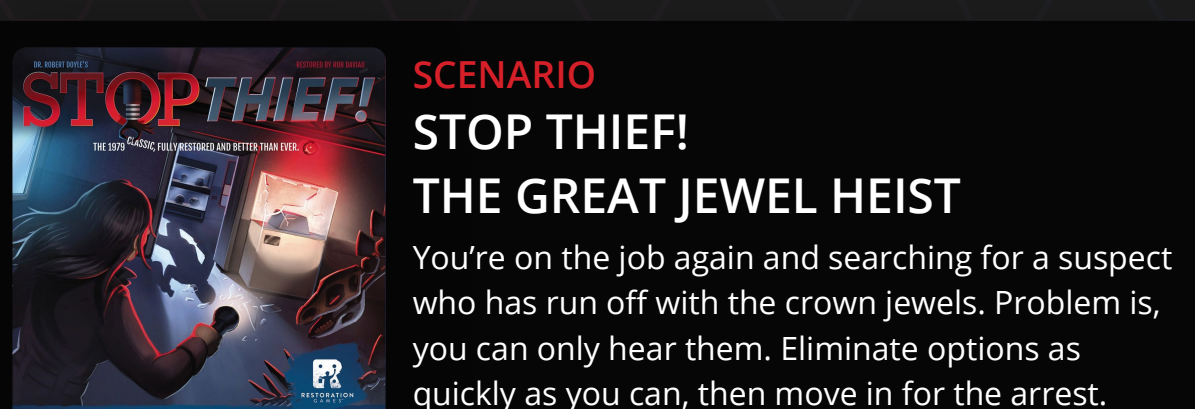 DR. ROBERT DOYLE'S
RESTORED BY ROB DAVIAU
STOP THIEF!
THE 1979 CLASSIC, FULLY RESTORED AND BETTER THAN EVER.
RESTORATION
GAMES
SCENARIO
STOP THIEF!
THE GREAT JEWEL HEIST
You’re on the job again and searching for a suspect
who has run off with the crown jewels. Problem is,
you can only hear them. Eliminate options as
quickly as you can, then move in for the arrest.